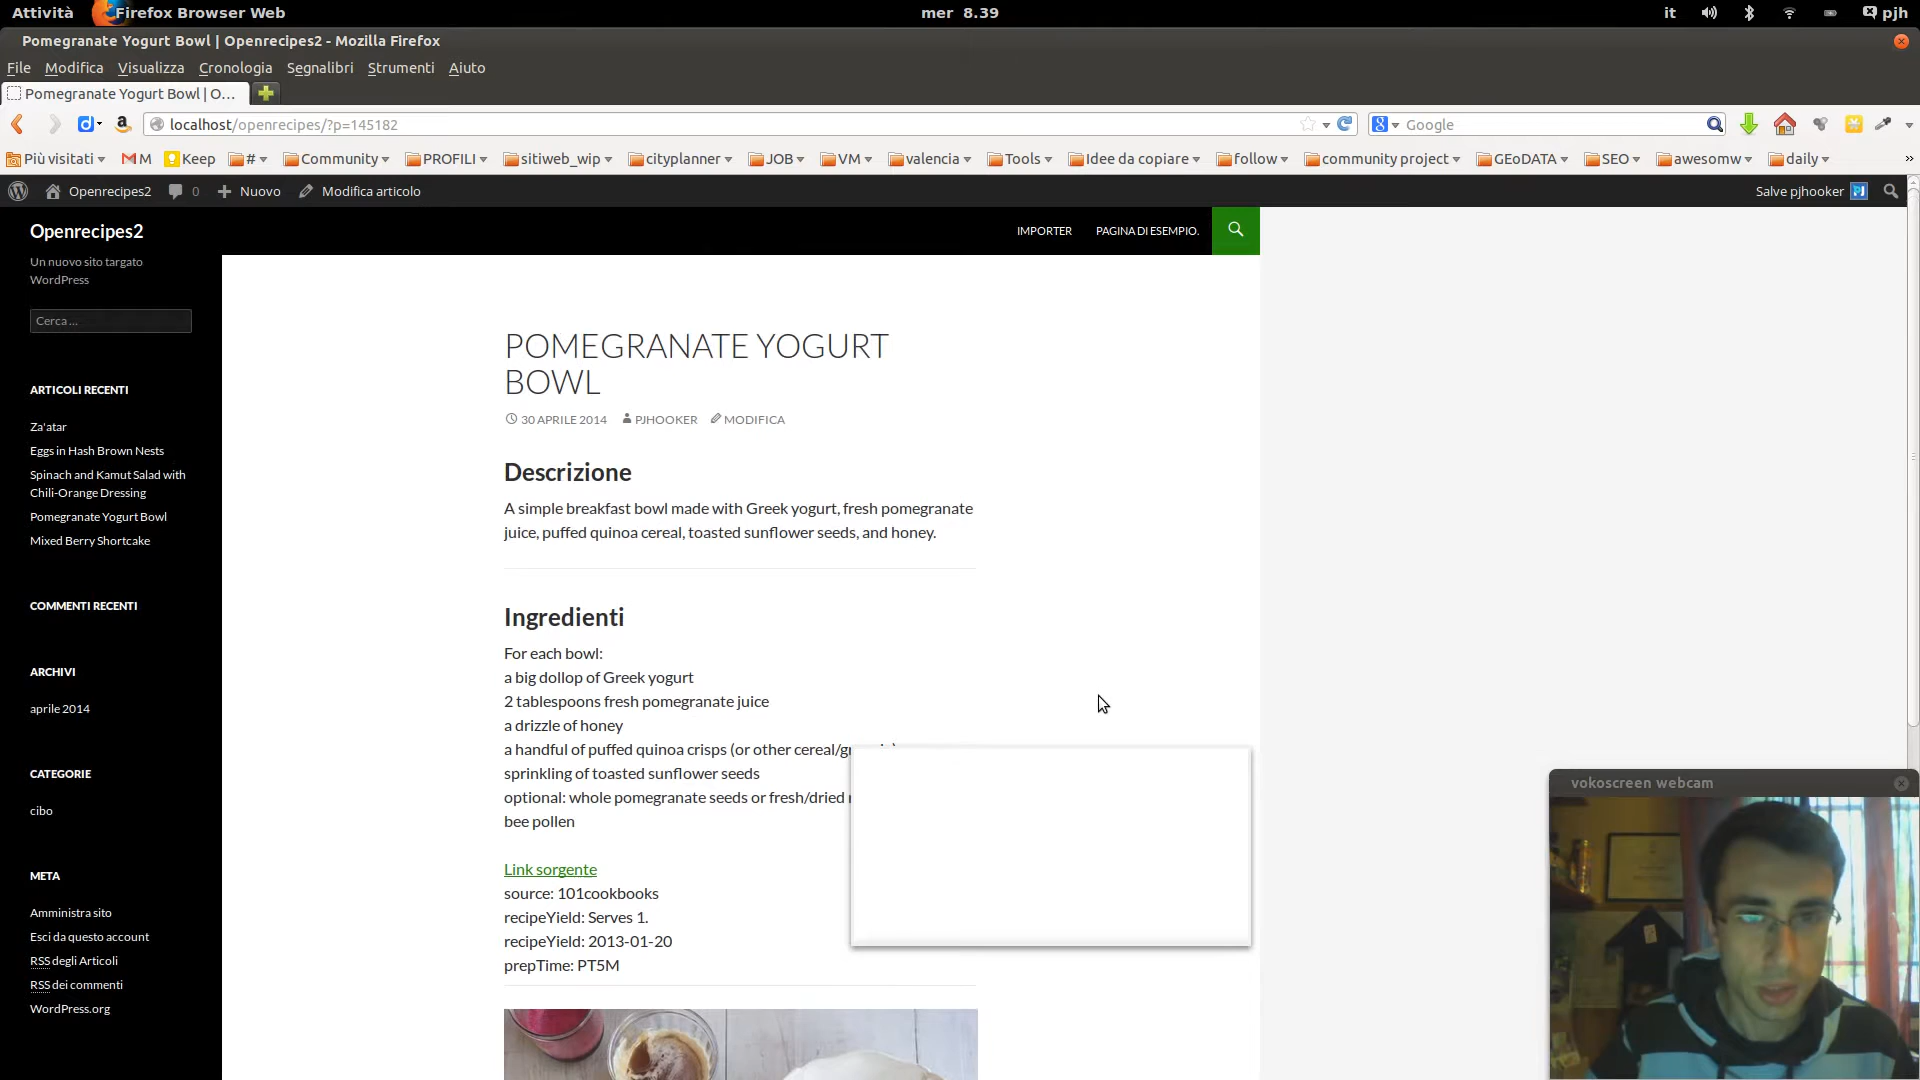 Attività Firefox Browser Web mer 8.39 it pjh
Pomegranate Yogurt Bowl | Openrecipes2 - Mozilla Firefox
File Modifica Visualizza Cronologia Segnalibri Strumenti Aiuto
Pomegranate Yogurt Bowl | O...
localhost/openrecipes/?p=145182 Google
Più visitati M Keep # Community PROFILI sitiweb_wip cityplanner JOB VM valencia Tools Idee da copiare follow community project GEoDATA SEO awesomw daily »
Openrecipes2 0 Nuovo Modifica articolo Salve pjhooker
Openrecipes2 IMPORTER PAGINA DI ESEMPIO.
Un nuovo sito targato
WordPress
Cerca ...
ARTICOLI RECENTI
Za'atar
Eggs in Hash Brown Nests
Spinach and Kamut Salad with
Chili-Orange Dressing
Pomegranate Yogurt Bowl
Mixed Berry Shortcake
COMMENTI RECENTI
ARCHIVI
aprile 2014
CATEGORIE
cibo
META
Amministra sito
Esci da questo account
RSS degli Articoli
RSS dei commenti
WordPress.org
POMEGRANATE YOGURT
BOWL
30 APRILE 2014 PJHOOKER MODIFICA
Descrizione
A simple breakfast bowl made with Greek yogurt, fresh pomegranate
juice, puffed quinoa cereal, toasted sunflower seeds, and honey.
Ingredienti
For each bowl:
a big dollop of Greek yogurt
2 tablespoons fresh pomegranate juice
a drizzle of honey
a handful of puffed quinoa crisps (or other
sprinkling of toasted sunflower seeds
optional: whole pomegranate seeds or fresh/dried
bee pollen
Link sorgente
source: 101cookbooks
recipeYield: Serves 1.
recipeYield: 2013-01-20
prepTime: PT5M
vokoscreen webcam